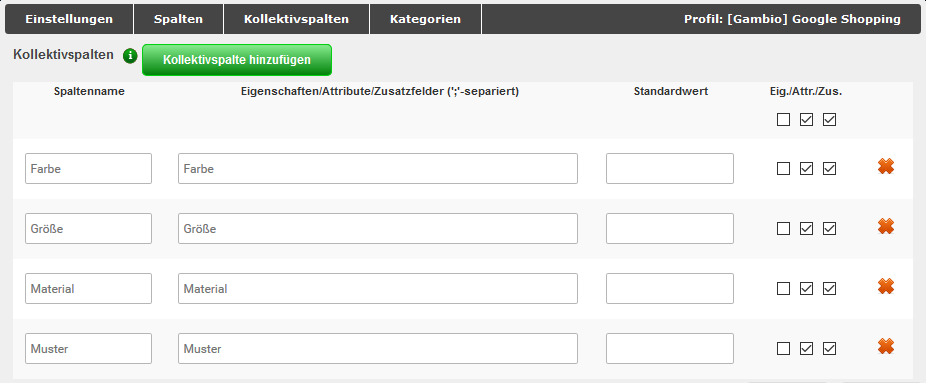 Einstellungen Spalten Kollektivspalten Kategorien Profil: [Gambio] Google Shopping
Kollektivspalten i Kollektivspalte hinzufügen
Spaltenname Eigenschaften/Attribute/Zusatzfelder (';'-separiert) Standardwert Eig./Attr./Zus.
Farbe Farbe
Größe Größe
Material Material
Muster Muster